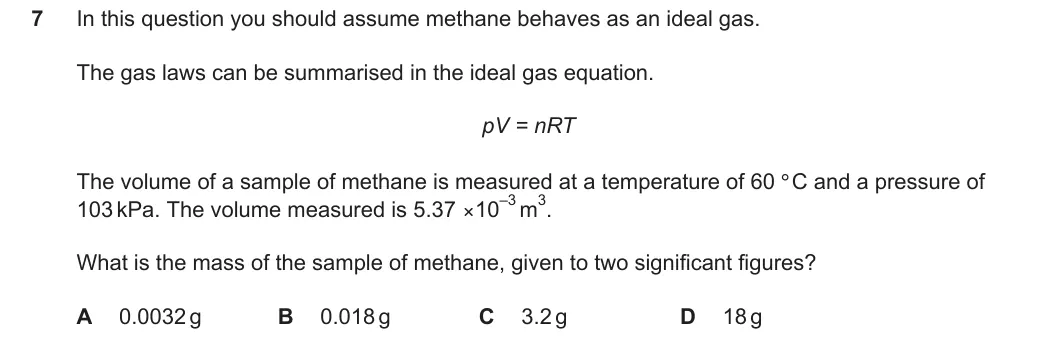 7 In this question you should assume methane behaves as an ideal gas.
The gas laws can be summarised in the ideal gas equation.
pV = nRT
The volume of a sample of methane is measured at a temperature of 60 °C and a pressure of
103 kPa. The volume measured is 5.37 ×10⁻³ m³.
What is the mass of the sample of methane, given to two significant figures?
A 0.0032 g B 0.018 g C 3.2 g D 18 g